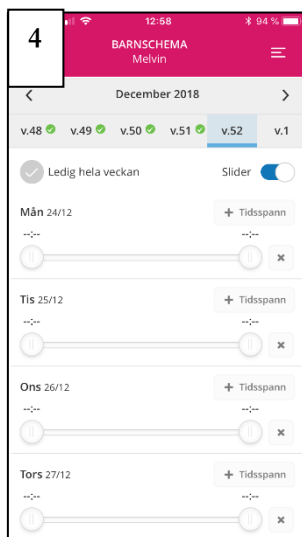 4
12:58
94 %
BARNSCHEMA
Melvin
December 2018
v.48 v.49 v.50 v.51 v.52 v.1
Ledig hela veckan Slider
Mån 24/12 + Tidsspann
--:-- --:--
Tis 25/12 + Tidsspann
--:-- --:--
Ons 26/12 + Tidsspann
--:-- --:--
Tors 27/12 + Tidsspann
--:-- --:--